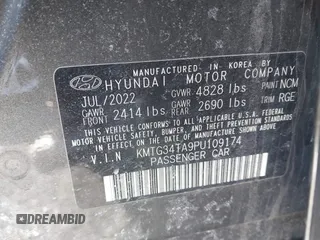 MANUFACTURED IN KOREA BY
HYUNDAI MOTOR COMPANY
JUL/2022 GVWR 4828 lbs PAINT NCM
GAWR FRONT 2414 lbs GAWR REAR 2690 lbs TRIM RGE
THIS VEHICLE CONFORMS TO ALL APPLICABLE U.S.A. FEDERAL
MOTOR VEHICLE SAFETY, BUMPER, AND THEFT PREVENTION STANDARDS
IN EFFECT ON THE DATE OF MANUFACTURE SHOWN ABOVE.
V.I.N KMTG34TA9PU109174
PASSENGER CAR
DREAMBID